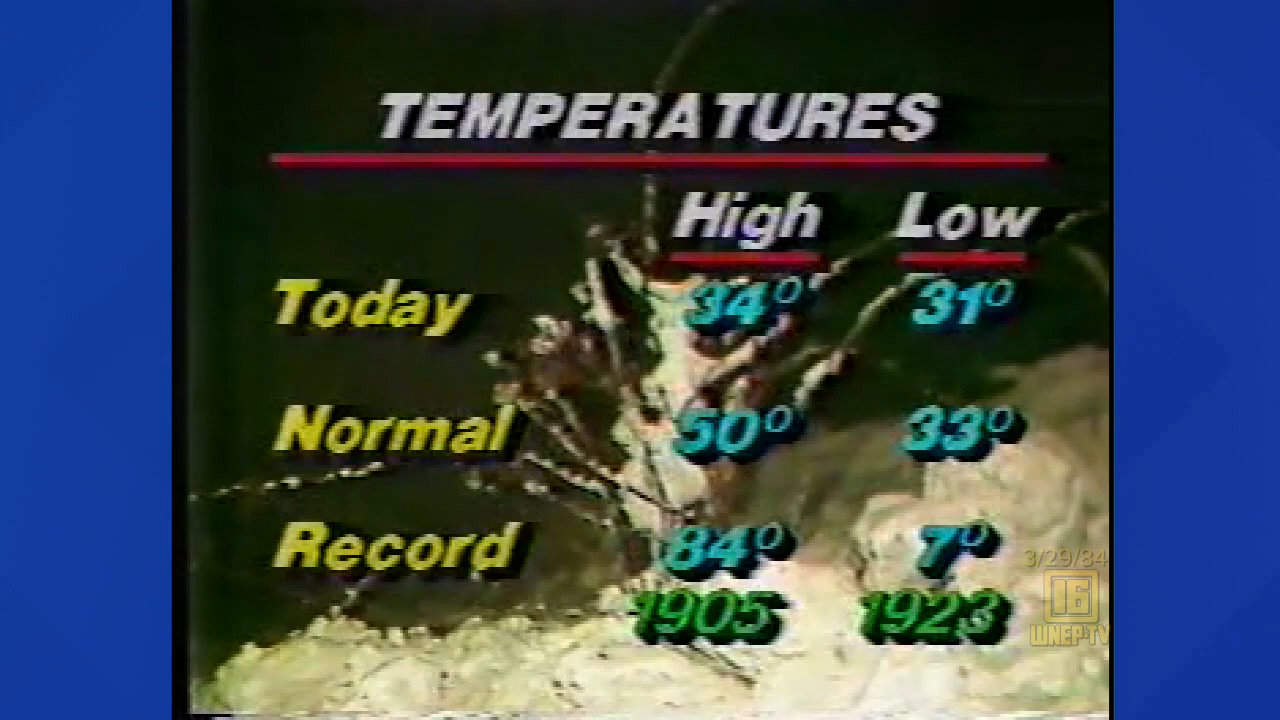 TEMPERATURES
High Low
Today 34° 31°
Normal 50° 33°
Record 84° 7°
1905 1923
3/29/84
16
WNEP-TV